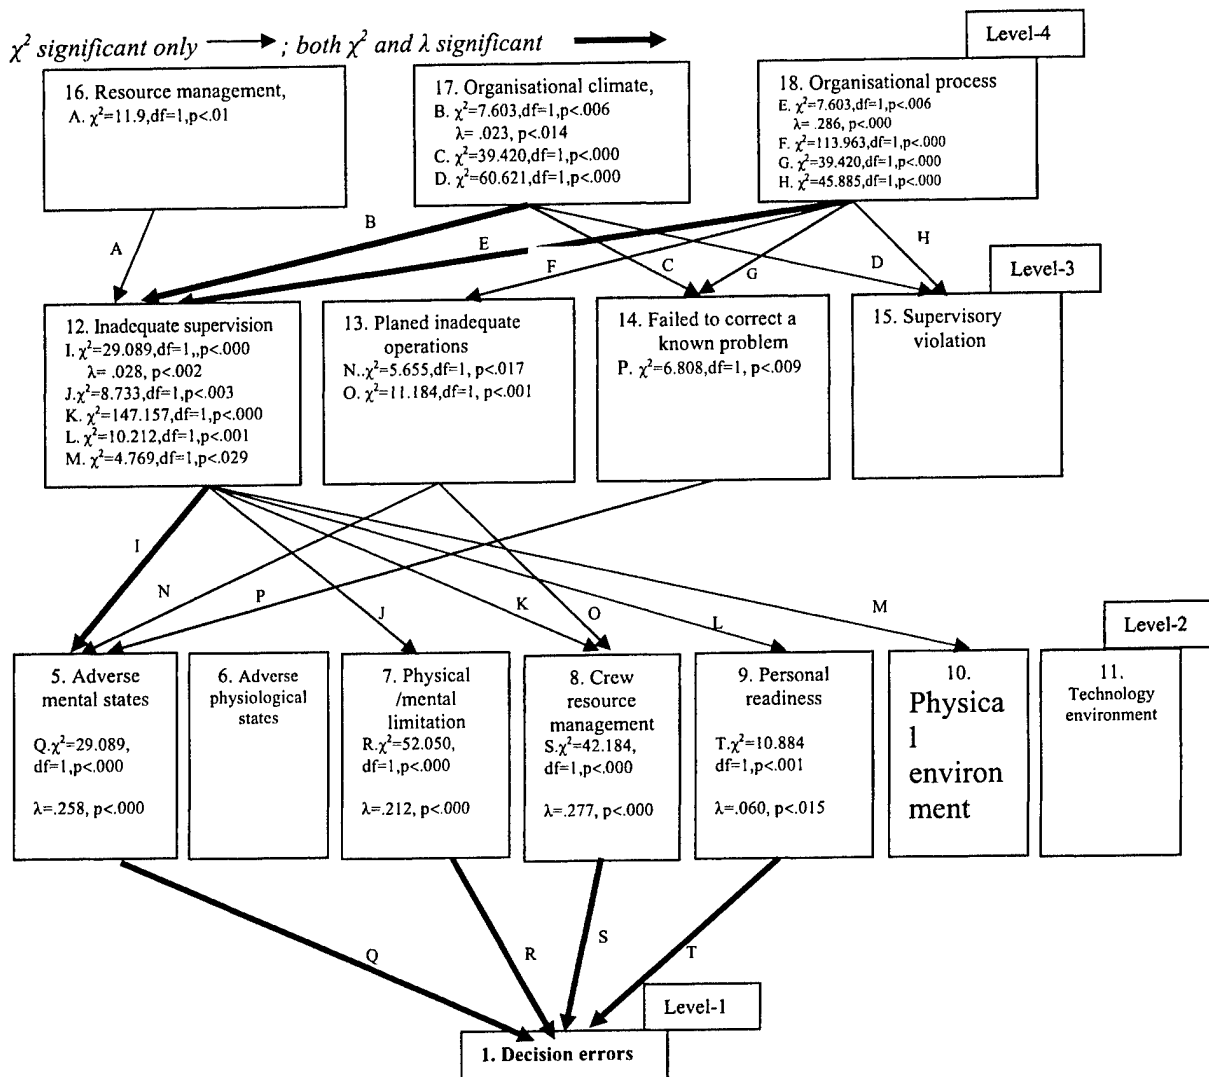 χ² significant only ; both χ² and λ significant
Level-4
16. Resource management,
A. χ²=11.9,df=1,p<.01
17. Organisational climate,
B. χ²=7.603,df=1,p<.006
λ= .023, p<.014
C. χ²=39.420,df=1,p<.000
D. χ²=60.621,df=1,p<.000
18. Organisational process
E. χ²=7.603,df=1,p<.006
λ= .286, p<.000
F. χ²=113.963,df=1,p<.000
G. χ²=39.420,df=1,p<.000
H. χ²=45.885,df=1,p<.000
A
B
E
F
C
G
D
H
Level-3
12. Inadequate supervision
I. χ²=29.089,df=1,,p<.000
λ= .028, p<.002
J.χ²=8.733,df=1,p<.003
K. χ²=147.157,df=1,p<.000
L. χ²=10.212,df=1,p<.001
M. χ²=4.769,df=1,p<.029
13. Planed inadequate
operations
N..χ²=5.655,df=1, p<.017
O. χ²=11.184,df=1, p<.001
14. Failed to correct a
known problem
P. χ²=6.808,df=1, p<.009
15. Supervisory
violation
I
N
P
J
K
O
L
M
Level-2
5. Adverse
mental states
Q.χ²=29.089,
df=1,p<.000
λ=.258, p<.000
6. Adverse
physiological
states
7. Physical
/mental
limitation
R.χ²=52.050,
df=1,p<.000
λ=.212, p<.000
8. Crew
resource
management
S.χ²=42.184,
df=1,p<.000
λ=.277, p<.000
9. Personal
readiness
T.χ²=10.884
df=1,p<.001
λ=.060, p<.015
10.
Physica
l
environ
ment
11.
Technology
environment
Q
R
S
T
Level-1
1. Decision errors